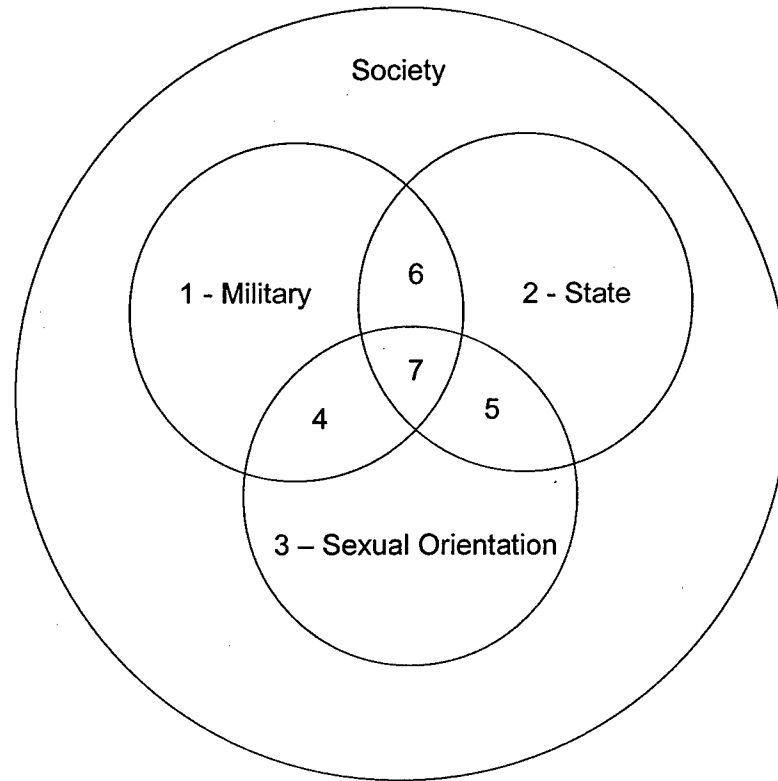 Society
6
1 - Military
2 - State
7
4
5
3 – Sexual Orientation